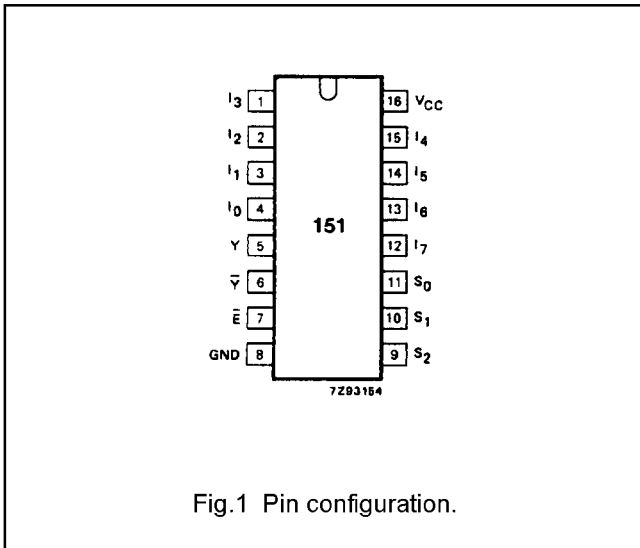 I3 1 16 VCC
I2 2 15 I4
I1 3 14 I5
I0 4 13 I6
151
Y 5 12 I7
Y̅ 6 11 S0
E̅ 7 10 S1
GND 8 9 S2
7Z93154
Fig.1 Pin configuration.